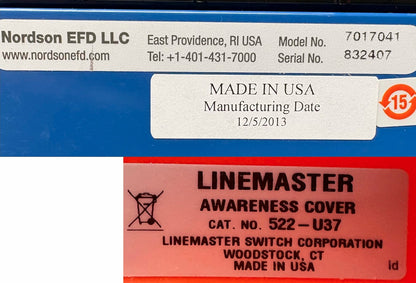 Nordson EFD LLC East Providence, RI USA Model No. 7017041
www.nordsonefd.com Tel: +1-401-431-7000 Serial No. 832407
MADE IN USA
Manufacturing Date
12/5/2013
15
LINEMASTER
AWARENESS COVER
CAT. NO. 522-U37
LINEMASTER SWITCH CORPORATION
WOODSTOCK, CT
MADE IN USA
ld